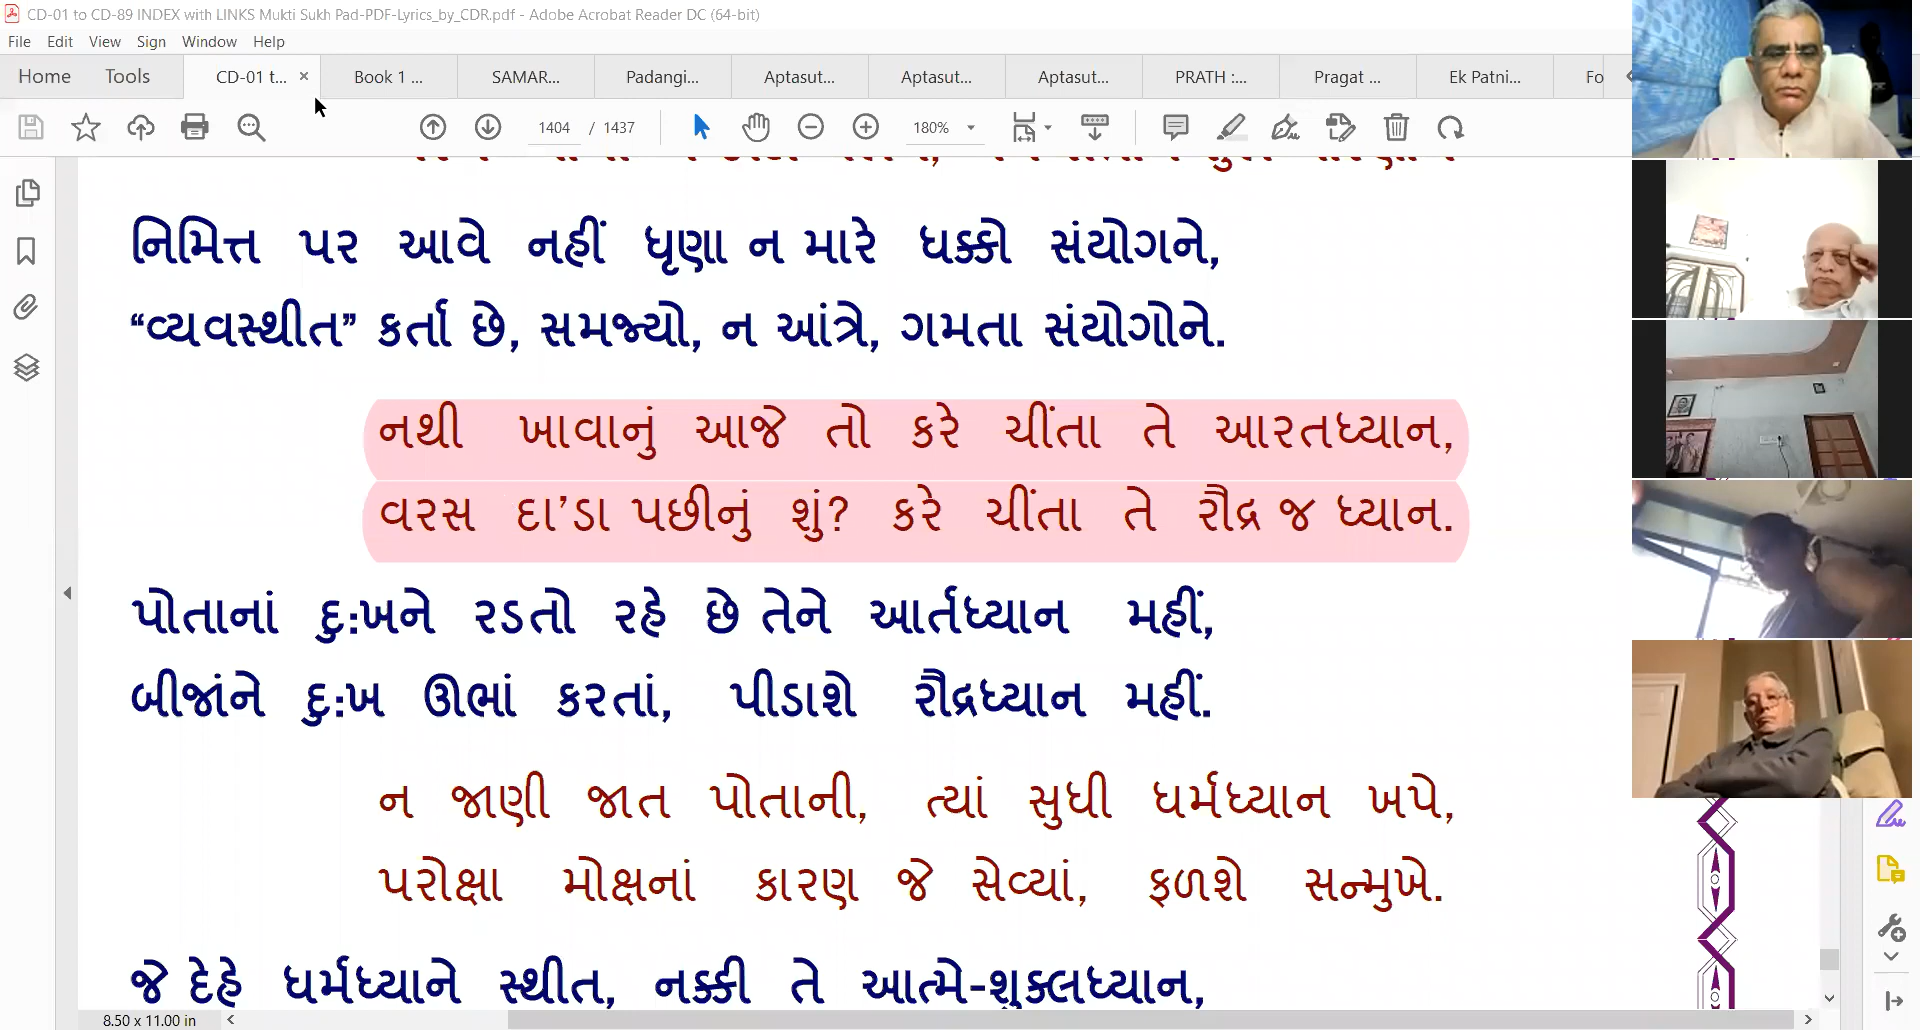 CD-01 to CD-89 INDEX with LINKS Mukti Sukh Pad-PDF-Lyrics_by_CDR.pdf - Adobe Acrobat Reader DC (64-bit)
File Edit View Sign Window Help
Home Tools CD-01 t... × Book 1 ... SAMAR... Padangi... Aptasut... Aptasut... Aptasut... PRATH :... Pragat ... Ek Patni... Fo
1404 / 1437 180%
નિમિત્ત પર આવે નહીં ધૃણા ન મારે ધક્કો સંયોગને,
“વ્યવસ્થીત” કર્તા છે, સમજ્યો, ન આંત્રે, ગમતા સંયોગોને.
નથી ખાવાનું આજે તો કરે ચીંતા તે આરતધ્યાન,
વરસ દા’ડા પછીનું શું? કરે ચીંતા તે રૌદ્ર જ ધ્યાન.
પોતાનાં દુ:ખને રડતો રહે છે તેને આર્તધ્યાન મહીં,
બીજાંને દુ:ખ ઊભાં કરતાં, પીડાશે રૌદ્રધ્યાન મહીં.
ન જાણી જાત પોતાની, ત્યાં સુધી ધર્મધ્યાન ખપે,
પરોક્ષા મોક્ષનાં કારણ જે સેવ્યાં, ફળશે સન્મુખે.
જે દેહે ધર્મધ્યાને સ્થીત, નક્કી તે આત્મે-શુક્લધ્યાન,
8.50 x 11.00 in